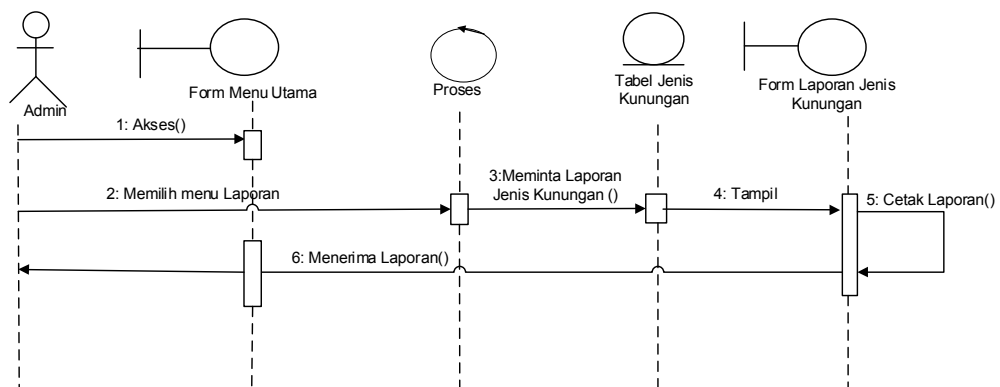 Admin
Form Menu Utama
Proses
Tabel Jenis
Kunungan
Form Laporan Jenis
Kunungan
1: Akses()
2: Memilih menu Laporan
3:Meminta Laporan
Jenis Kunungan ()
4: Tampil
5: Cetak Laporan()
6: Menerima Laporan()